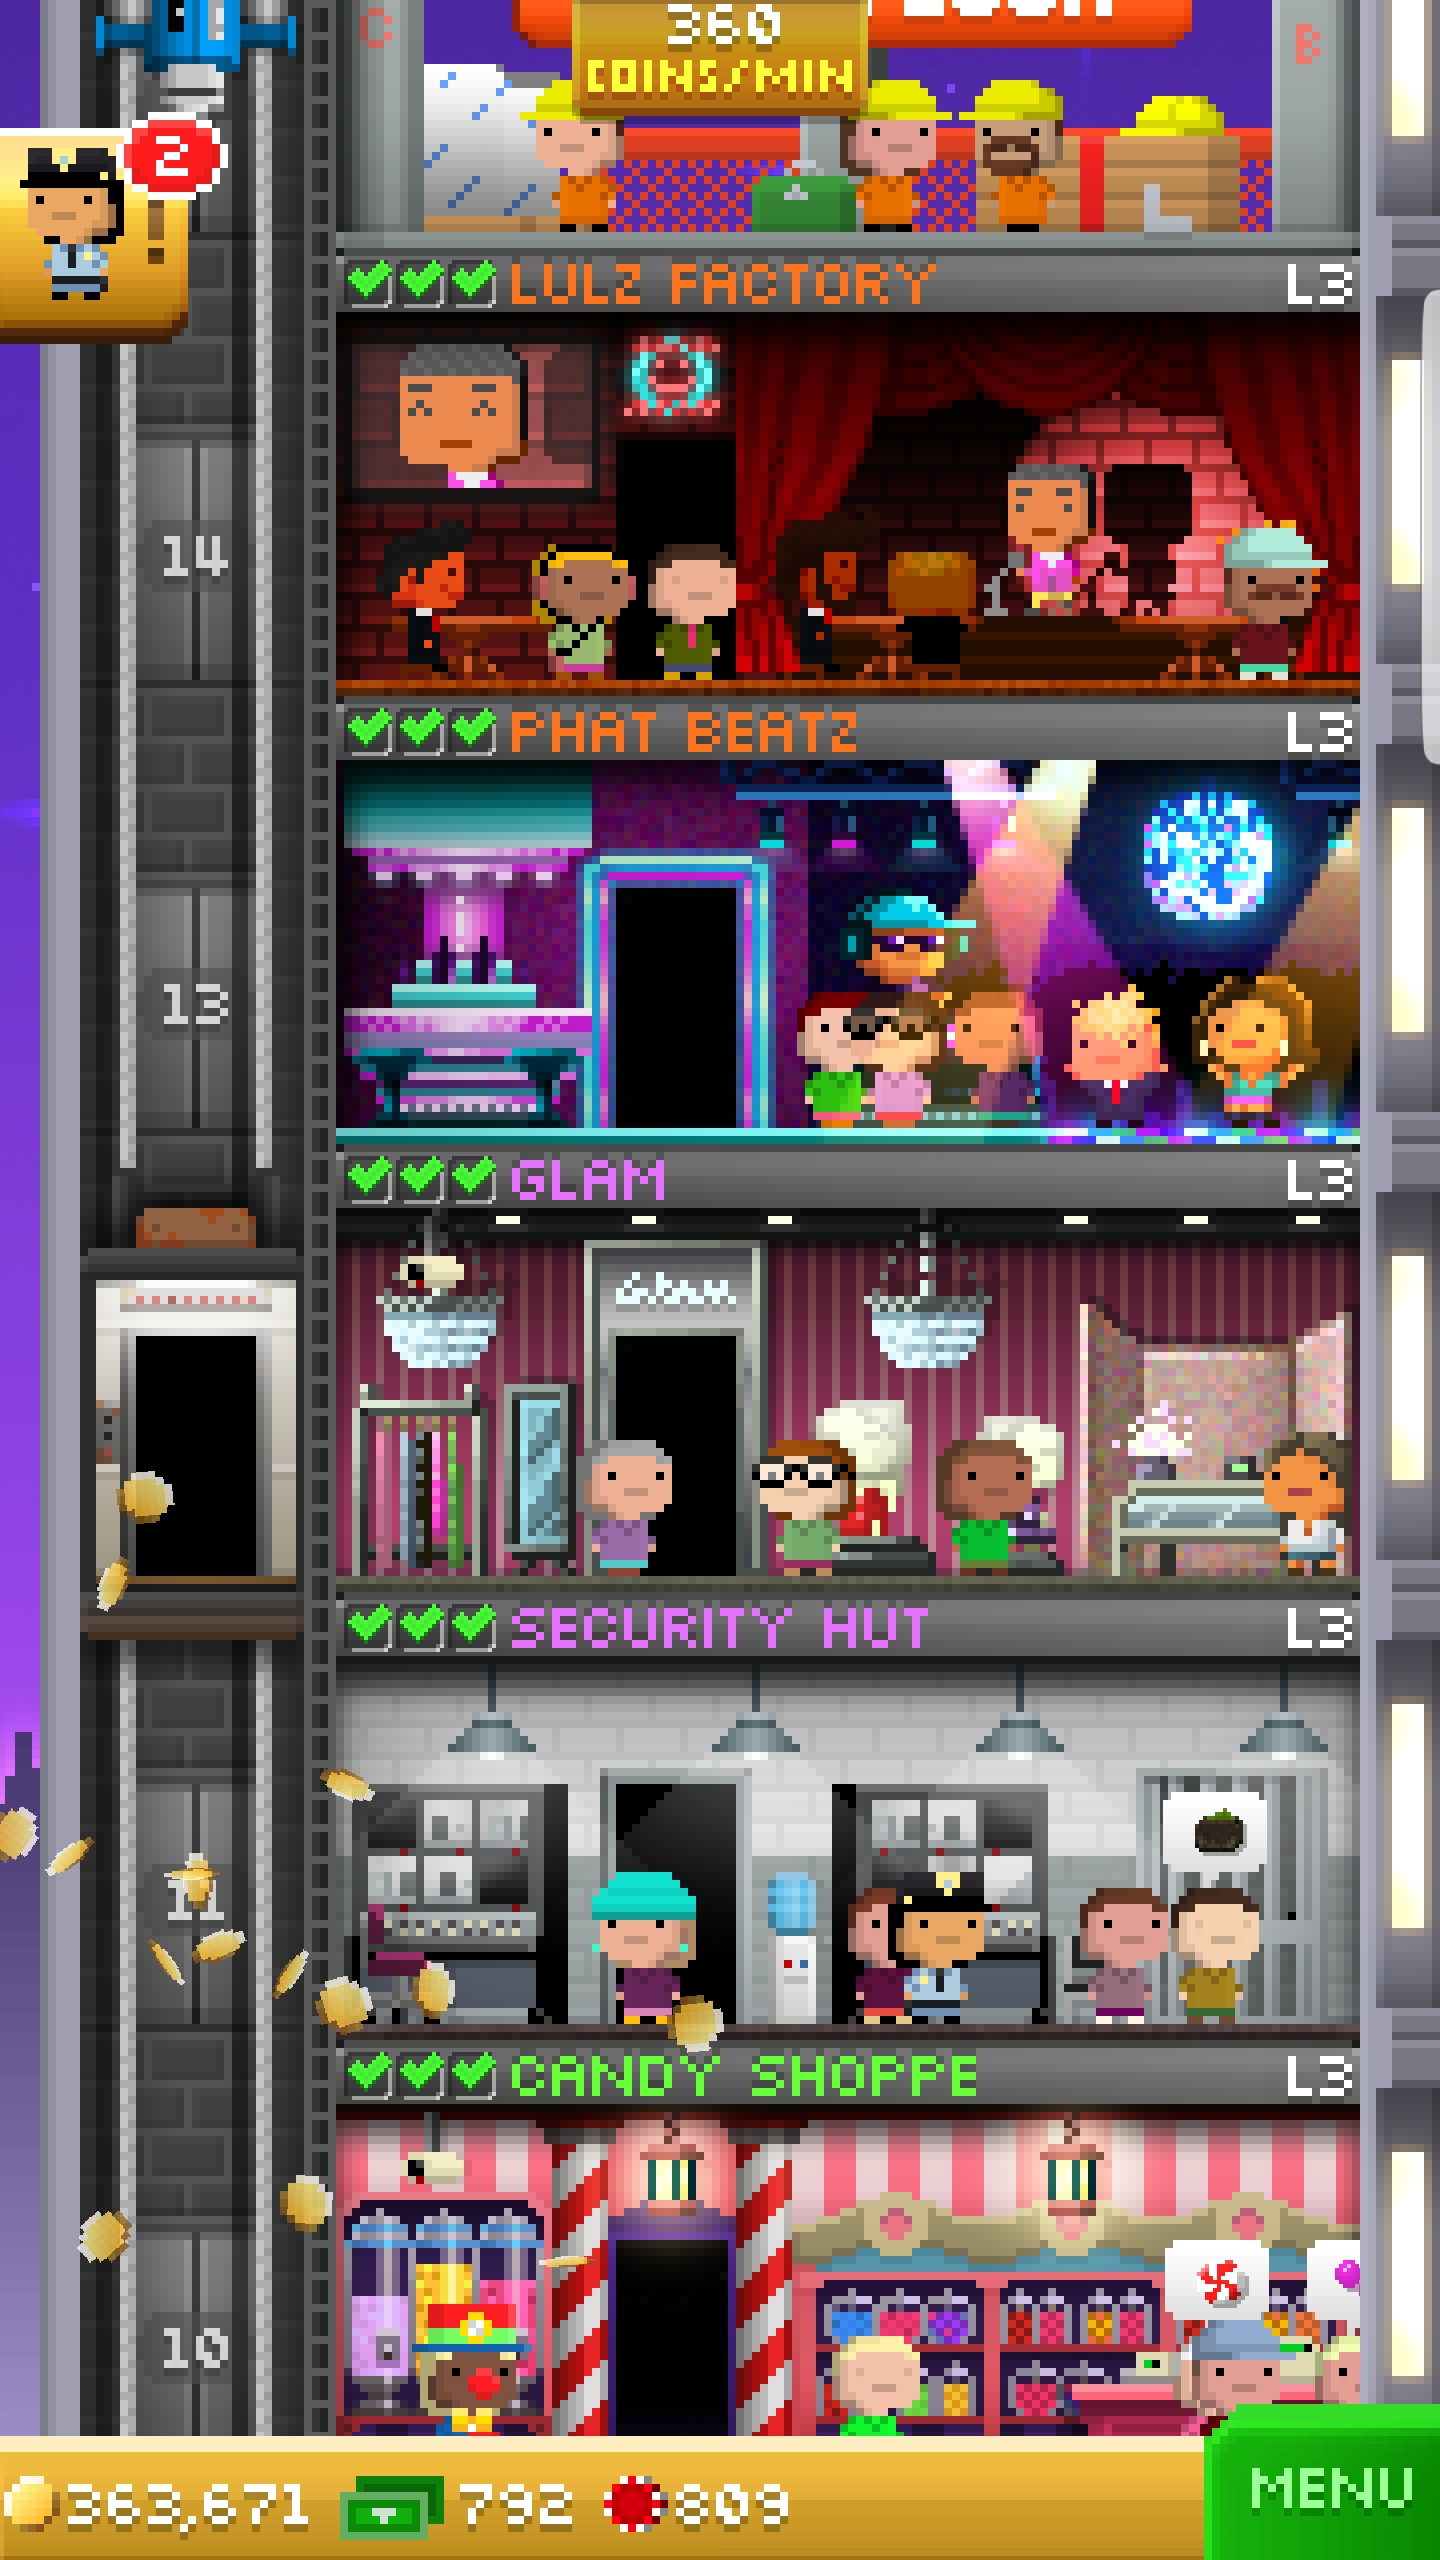 C
B
360
COINS/MIN
2
LULZ FACTORY L3
14
PHAT BEATZ L3
13
GLAM L3
Glam
SECURITY HUT L3
11
CANDY SHOPPE L3
10
363,671 792 809
MENU